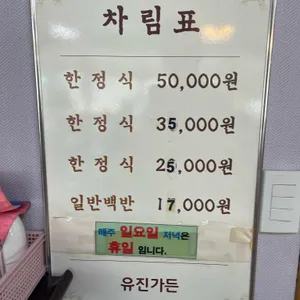 차림표
한정식 50,000원
한정식 35,000원
한정식 25,000원
일반백반 17,000원
매주 일요일 저녁은
휴일 입니다.
유진가든